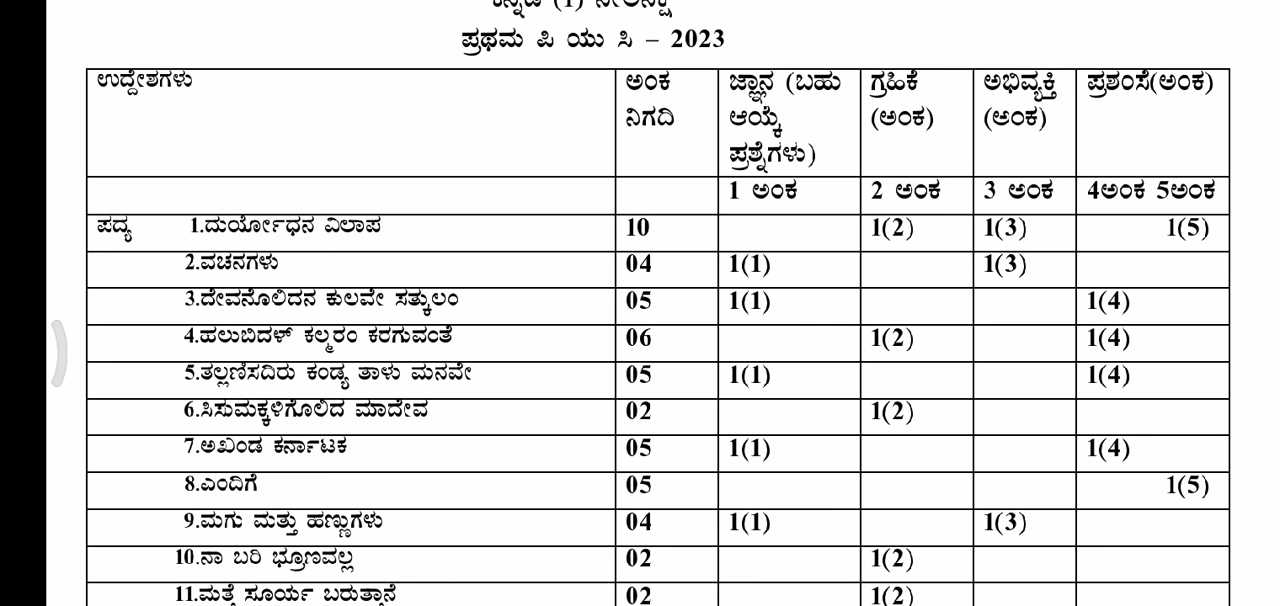 ಕನ್ನಡ (1) ನೀಲನಕ್ಷೆ
ಪ್ರಥಮ ಪಿ ಯು ಸಿ – 2023
ಉದ್ದೇಶಗಳು ಅಂಕ ನಿಗದಿ ಜ್ಞಾನ (ಬಹು ಆಯ್ಕೆ ಪ್ರಶ್ನೆಗಳು) ಗ್ರಹಿಕೆ (ಅಂಕ) ಅಭಿವ್ಯಕ್ತಿ (ಅಂಕ) ಪ್ರಶಂಸೆ(ಅಂಕ)
1 ಅಂಕ 2 ಅಂಕ 3 ಅಂಕ 4ಅಂಕ 5ಅಂಕ
ಪದ್ಯ 1.ದುರ್ಯೋಧನ ವಿಲಾಪ 10 1(2) 1(3) 1(5)
2.ವಚನಗಳು 04 1(1) 1(3)
3.ದೇವನೊಲಿದನ ಕುಲವೇ ಸತ್ಕುಲಂ 05 1(1) 1(4)
4.ಹಲುಬಿದಳ್ ಕಲ್ಮರಂ ಕರಗುವಂತೆ 06 1(2) 1(4)
5.ತಲ್ಲಣಿಸದಿರು ಕಂಡ್ಯ ತಾಳು ಮನವೇ 05 1(1) 1(4)
6.ಸಿಸುಮಕ್ಕಳಿಗೊಲಿದ ಮಾದೇವ 02 1(2)
7.ಅಖಂಡ ಕರ್ನಾಟಕ 05 1(1) 1(4)
8.ಎಂದಿಗೆ 05 1(5)
9.ಮಗು ಮತ್ತು ಹಣ್ಣುಗಳು 04 1(1) 1(3)
10.ನಾ ಬರಿ ಭ್ರೂಣವಲ್ಲ 02 1(2)
11.ಮತ್ತೆ ಸೂರ್ಯ ಬರುತ್ತಾನೆ 02 1(2)